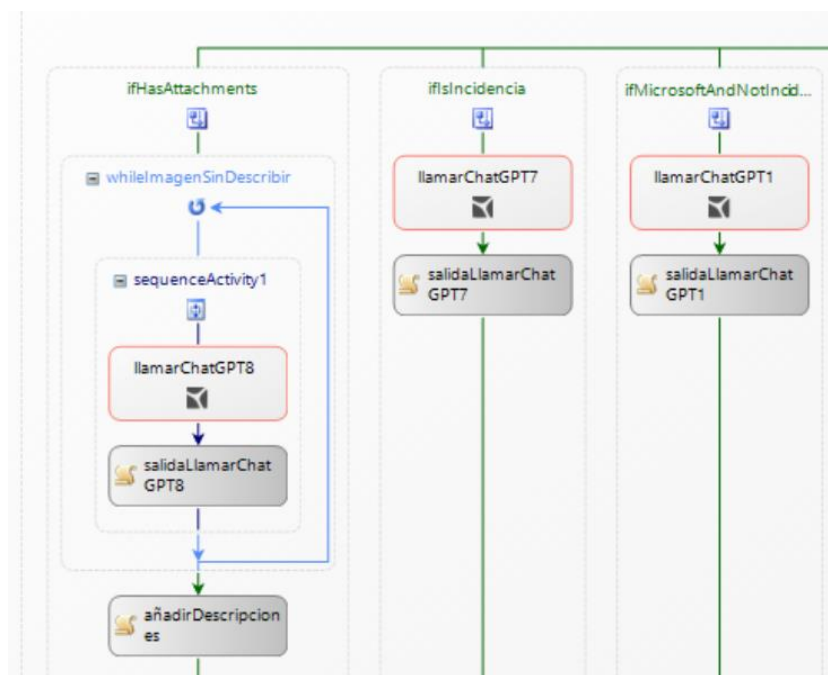 ifHasAttachments
ifIsIncidencia
ifMicrosoftAndNotIncid...
whileImagenSinDescribir
llamarChatGPT7
llamarChatGPT1
sequenceActivity1
salidaLlamarChat
GPT7
salidaLlamarChat
GPT1
llamarChatGPT8
salidaLlamarChat
GPT8
añadirDescripcion
es